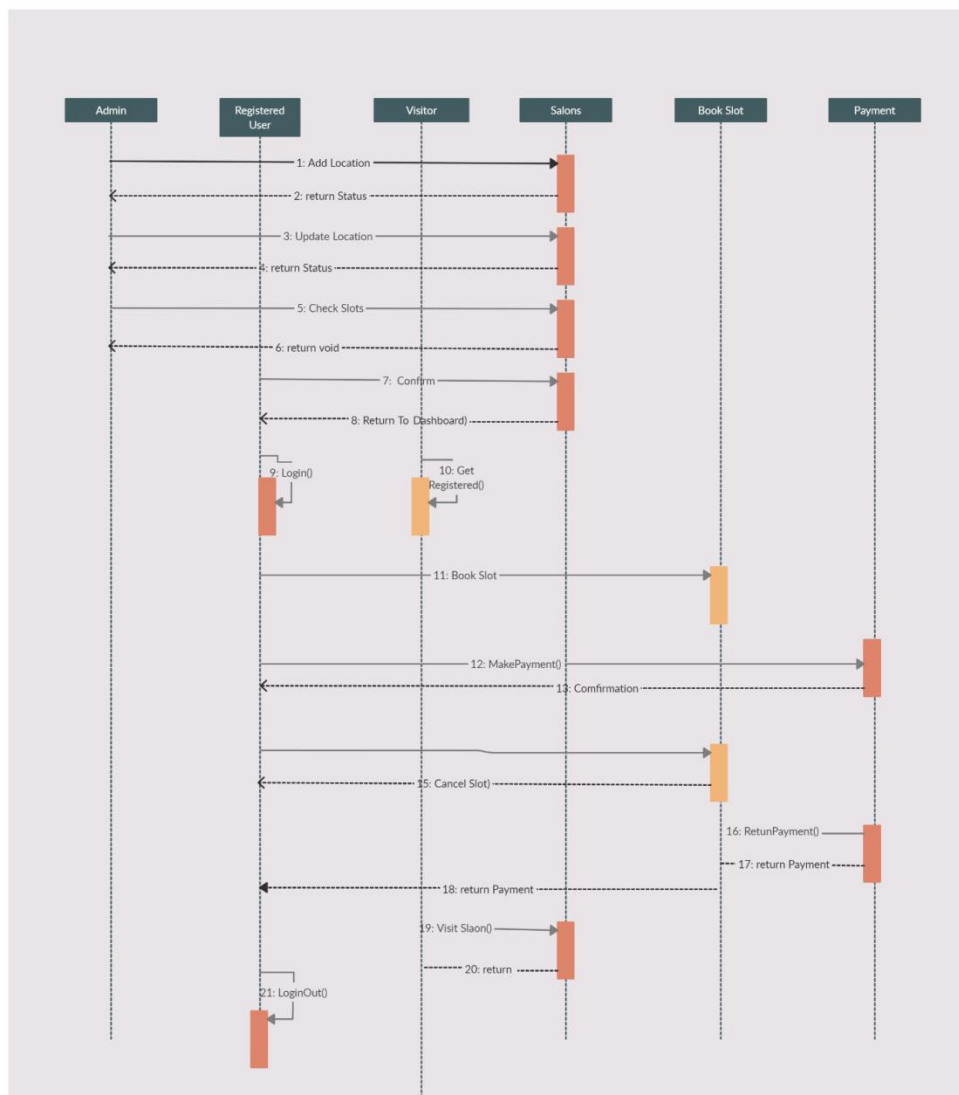 Admin
Registered
User
Visitor
Salons
Book Slot
Payment
1: Add Location
2: return Status
3: Update Location
4: return Status
5: Check Slots
6: return void
7: Confirm
8: Return To Dashboard)
9: Login()
10: Get
Registered()
11: Book Slot
12: MakePayment()
13: Comfirmation
15: Cancel Slot)
16: RetunPayment()
17: return Payment
18: return Payment
19: Visit Slaon()
20: return
21: LoginOut()